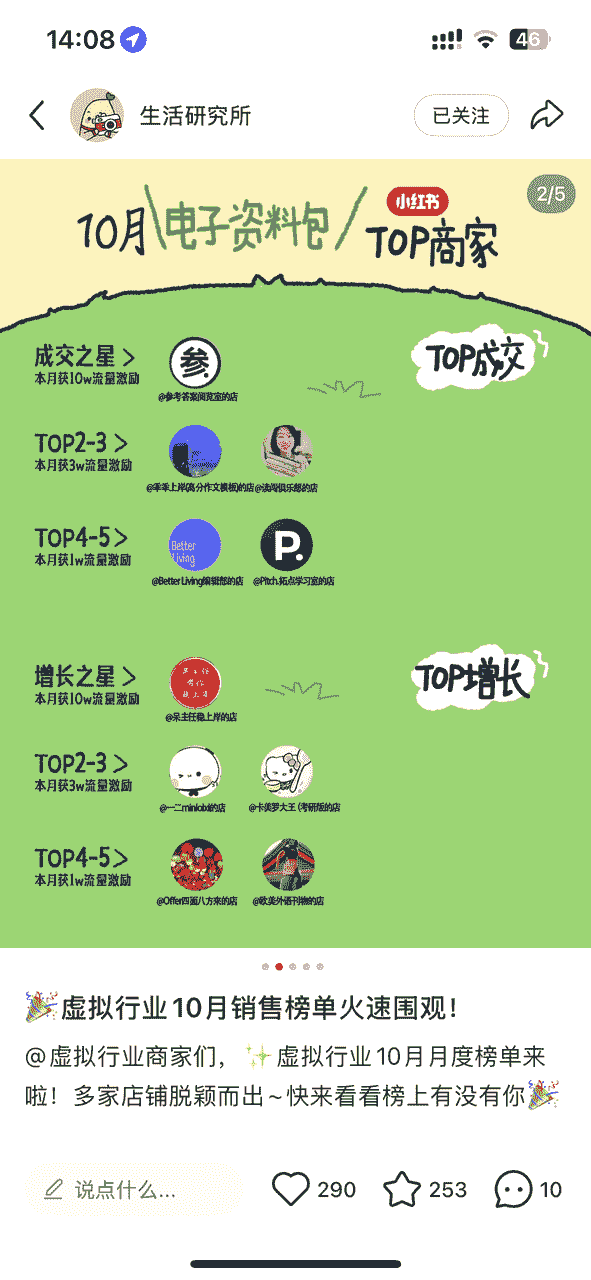 14:08
46
生活研究所
已关注
2/5
10月电子资料包
小红书
TOP商家
成交之星>
本月获10w流量激励
参
@参考答案阅览室的店
TOP成交
TOP2-3>
本月获3w流量激励
@乖乖上岸(高分作文模板)的店
@读闯俱乐部的店
TOP4-5>
本月获1w流量激励
Better
Living
@Better Living编辑部的店
P.
@Pitch.拓点学习室的店
增长之星>
本月获10w流量激励
@呆主任稳上岸的店
TOP增长
TOP2-3>
本月获3w流量激励
@一二miniobi的店
@卡美罗大王(考研版的店
TOP4-5>
本月获1w流量激励
@Offer四面八方来的店
@欧美外语刊物的店
🎉虚拟行业10月销售榜单火速围观!
@虚拟行业商家们,✨虚拟行业10月月度榜单来
啦!多家店铺脱颖而出~快来看看榜上有没有你🎉
说点什么...
290
253
10